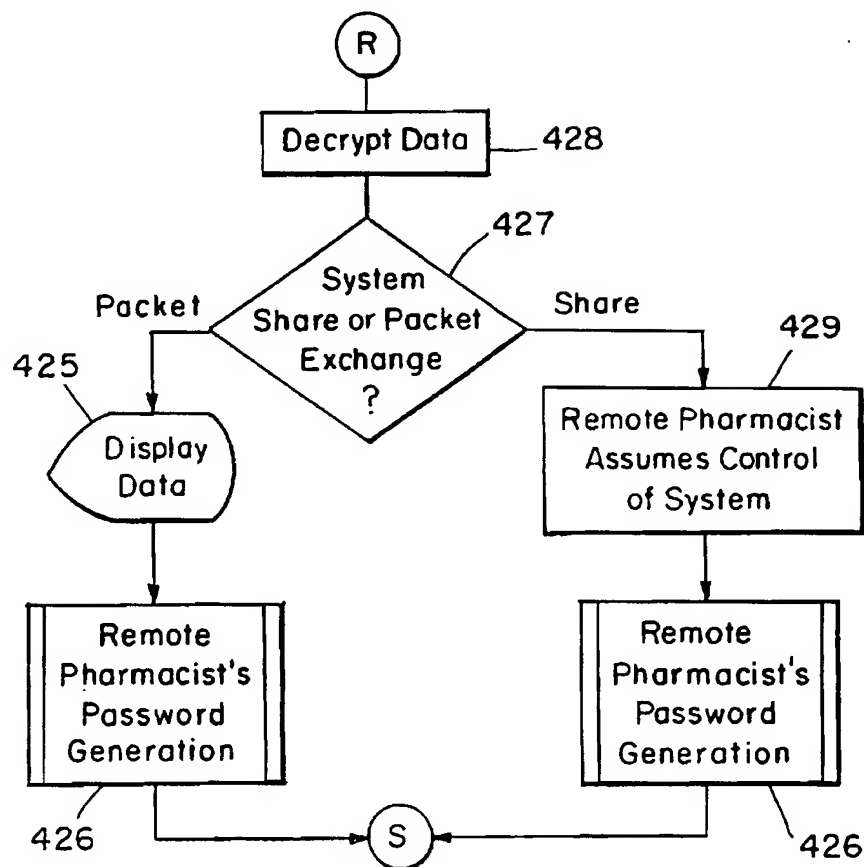 R
Decrypt Data
428
427
System
Share or Packet
Exchange
?
Packet
Share
425
Display
Data
429
Remote Pharmacist
Assumes Control
of System
Remote
Pharmacist's
Password
Generation
426
Remote
Pharmacist's
Password
Generation
426
S